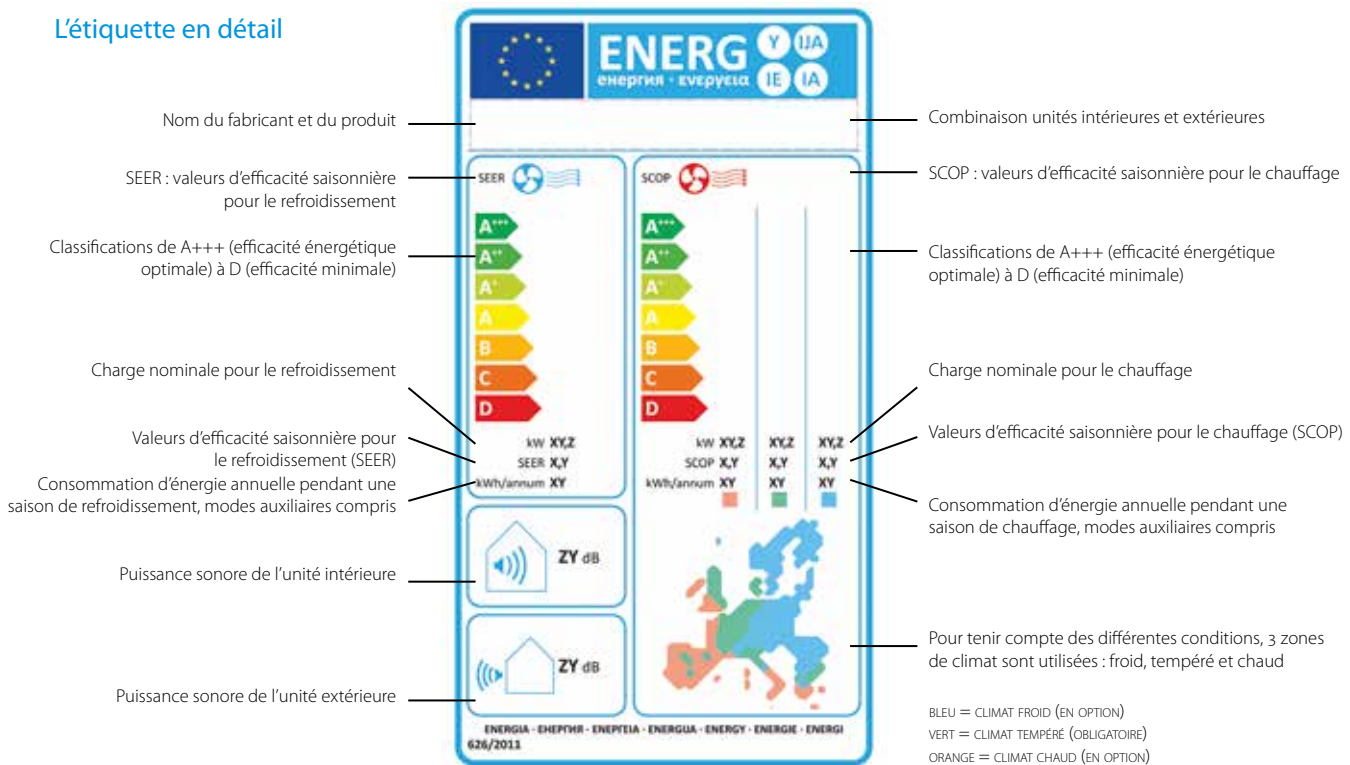 L'étiquette en détail
ENERG
енергия · ενεργεια
Y
IJA
IE
IA
Nom du fabricant et du produit
SEER : valeurs d'efficacité saisonnière
pour le refroidissement
Classifications de A+++ (efficacité énergétique
optimale) à D (efficacité minimale)
Charge nominale pour le refroidissement
Valeurs d'efficacité saisonnière pour
le refroidissement (SEER)
Consommation d'énergie annuelle pendant une
saison de refroidissement, modes auxiliaires compris
Puissance sonore de l'unité intérieure
Puissance sonore de l'unité extérieure
SEER
A+++
A++
A+
A
B
C
D
kW XY,Z
SEER X,Y
kWh/annum XY
ZY dB
ZY dB
SCOP
A+++
A++
A+
A
B
C
D
kW XY,Z XY,Z XY,Z
SCOP X,Y X,Y X,Y
kWh/annum XY XY XY
ENERGIA · ЕНЕРГИЯ · ΕΝΕΡΓΕΙΑ · ENERGIJA · ENERGY · ENERGIE · ENERGI
626/2011
Combinaison unités intérieures et extérieures
SCOP : valeurs d'efficacité saisonnière pour le chauffage
Classifications de A+++ (efficacité énergétique
optimale) à D (efficacité minimale)
Charge nominale pour le chauffage
Valeurs d'efficacité saisonnière pour le chauffage (SCOP)
Consommation d'énergie annuelle pendant une
saison de chauffage, modes auxiliaires compris
Pour tenir compte des différentes conditions, 3 zones
de climat sont utilisées : froid, tempéré et chaud
BLEU = CLIMAT FROID (EN OPTION)
VERT = CLIMAT TEMPÉRÉ (OBLIGATOIRE)
ORANGE = CLIMAT CHAUD (EN OPTION)